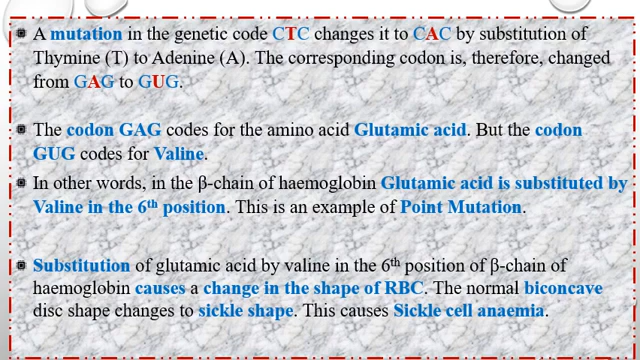 A mutation in the genetic code CTC changes it to CAC by substitution of
Thymine (T) to Adenine (A). The corresponding codon is, therefore, changed
from GAG to GUG.
The codon GAG codes for the amino acid Glutamic acid. But the codon
GUG codes for Valine.
In other words, in the β-chain of haemoglobin Glutamic acid is substituted by
Valine in the 6th position. This is an example of Point Mutation.
Substitution of glutamic acid by valine in the 6th position of β-chain of
haemoglobin causes a change in the shape of RBC. The normal biconcave
disc shape changes to sickle shape. This causes Sickle cell anaemia.